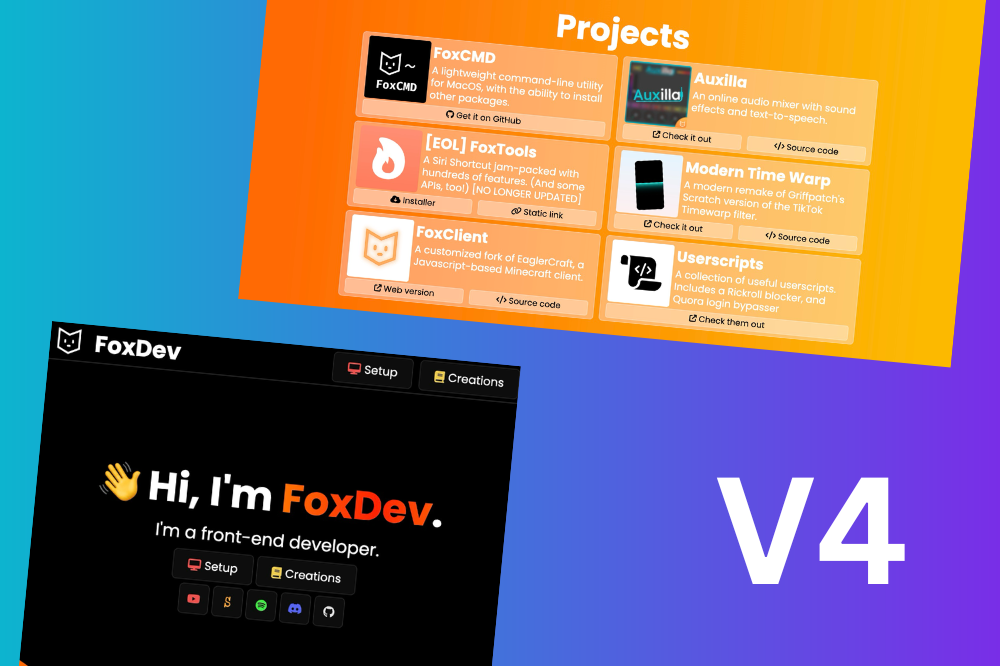 Projects
FoxCMD
A lightweight command-line utility
for MacOS, with the ability to install
other packages.
~
FoxCMD
Get it on GitHub
Auxilla
An online audio mixer with sound
effects and text-to-speech.
Auxilla
Check it out
</> Source code
[EOL] FoxTools
A Siri Shortcut jam-packed with
hundreds of features. (And some
APIs, too!) [NO LONGER UPDATED]
Installer
Static link
Modern Time Warp
A modern remake of Griffpatch's
Scratch version of the TikTok
Timewarp filter.
Check it out
</> Source code
FoxClient
A customized fork of EaglerCraft, a
Javascript-based Minecraft client.
Web version
</> Source code
Userscripts
A collection of useful userscripts.
Includes a Rickroll blocker, and
Quora login bypasser
</>
Check them out
FoxDev
Setup
Creations
👋 Hi, I'm FoxDev.
I'm a front-end developer.
Setup
Creations
V4